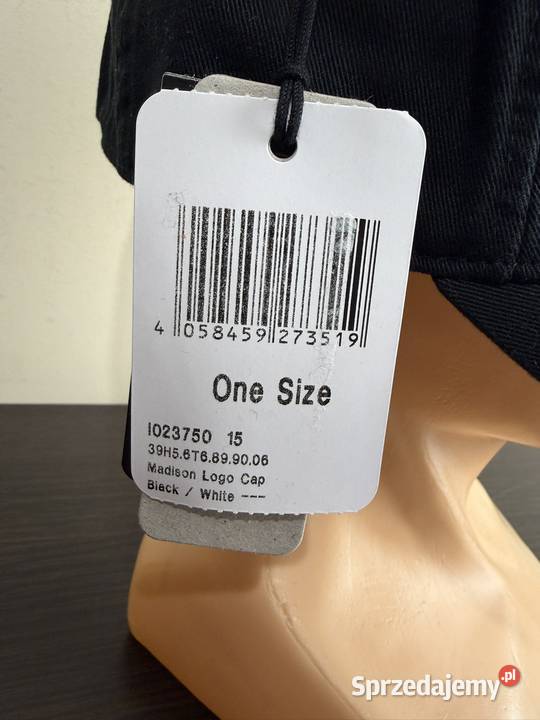 4 058459 273519
One Size
I023750 15
39H5.6T6.89.90.06
Madison Logo Cap
Black / White ---
Sprzedajemy.pl